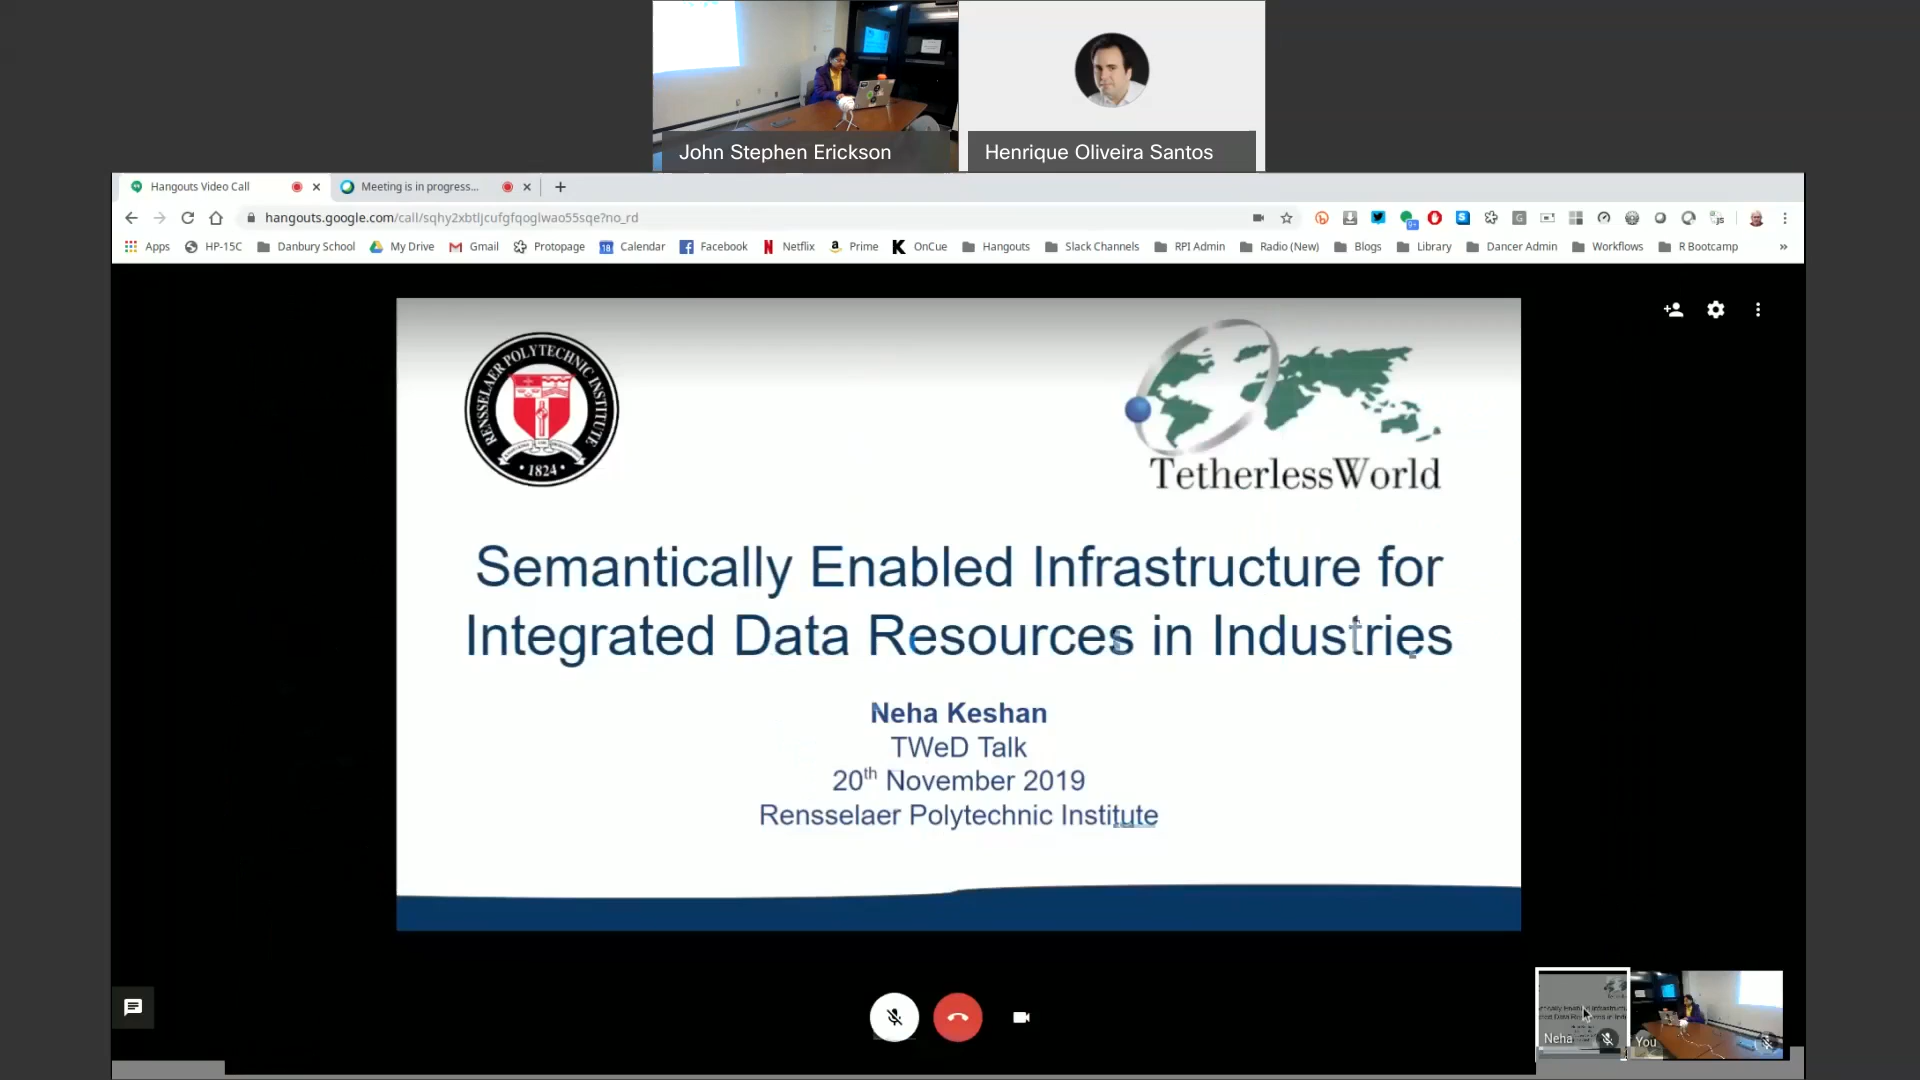 John Stephen Erickson
Henrique Oliveira Santos
Hangouts Video Call
Meeting is in progress...
hangouts.google.com/call/sqhy2xbtljcufgfqoglwao55sqe?no_rd
Apps HP-15C Danbury School My Drive Gmail Protopage Calendar Facebook Netflix Prime OnCue Hangouts Slack Channels RPI Admin Radio (New) Blogs Library Dancer Admin Workflows R Bootcamp »
RENSSELAER POLYTECHNIC INSTITUTE
1824
TetherlessWorld
Semantically Enabled Infrastructure for
Integrated Data Resources in Industries
Neha Keshan
TWeD Talk
20th November 2019
Rensselaer Polytechnic Institute
Neha
You